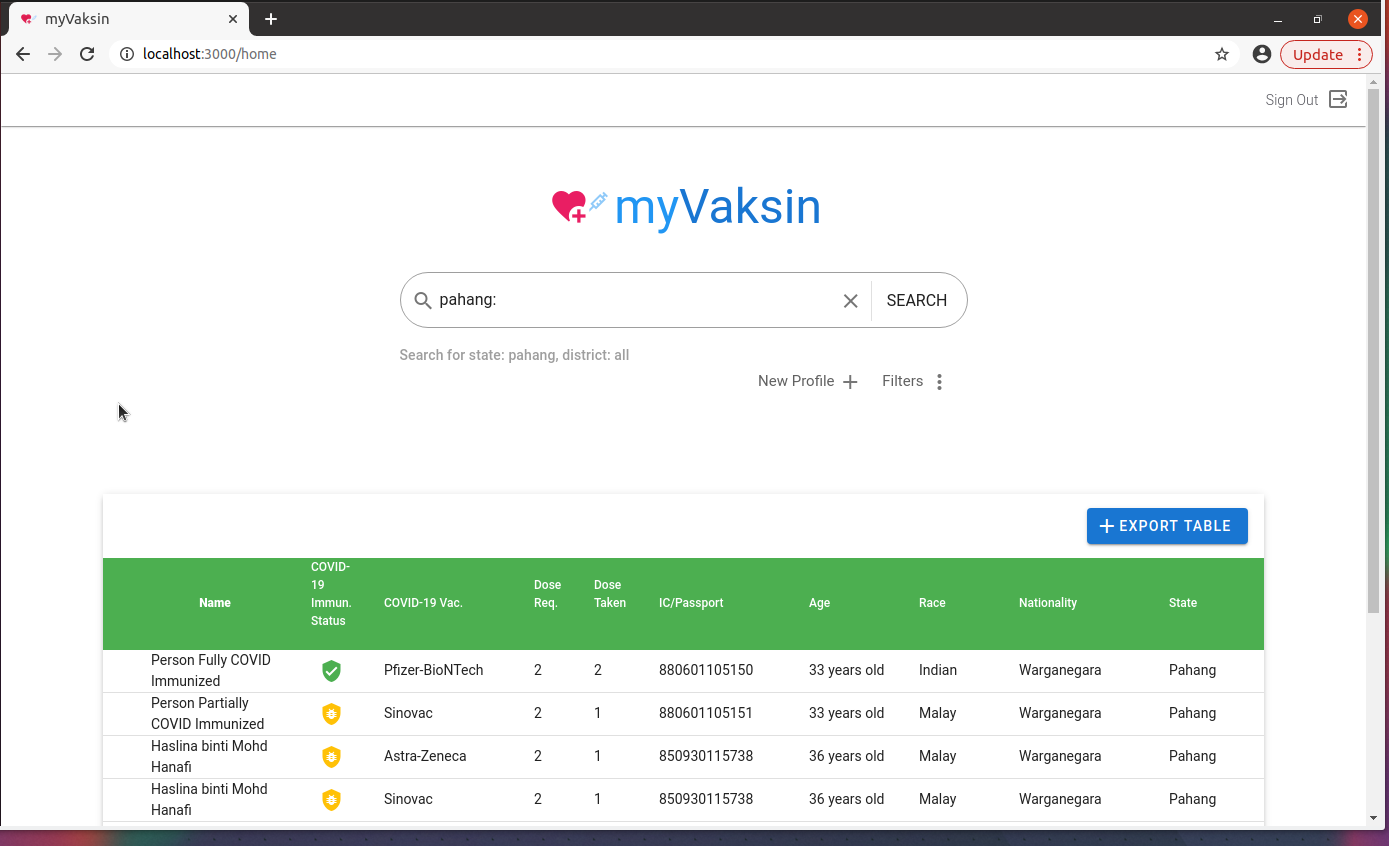 myVaksin
localhost:3000/home
Update
Sign Out
myVaksin
pahang:
SEARCH
Search for state: pahang, district: all
New Profile
Filters
EXPORT TABLE
Name
COVID-
19
Immun.
Status
COVID-19 Vac.
Dose
Req.
Dose
Taken
IC/Passport
Age
Race
Nationality
State
Person Fully COVID
Immunized
Pfizer-BioNTech 2 2 880601105150 33 years old Indian Warganegara Pahang
Person Partially
COVID Immunized
Sinovac 2 1 880601105151 33 years old Malay Warganegara Pahang
Haslina binti Mohd
Hanafi
Astra-Zeneca 2 1 850930115738 36 years old Malay Warganegara Pahang
Haslina binti Mohd
Hanafi
Sinovac 2 1 850930115738 36 years old Malay Warganegara Pahang